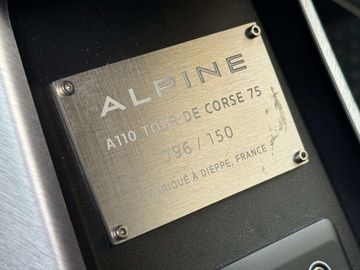 ALPINE
A110 TOUR DE CORSE 75
096 / 150
FABRIQUÉ À DIEPPE, FRANCE